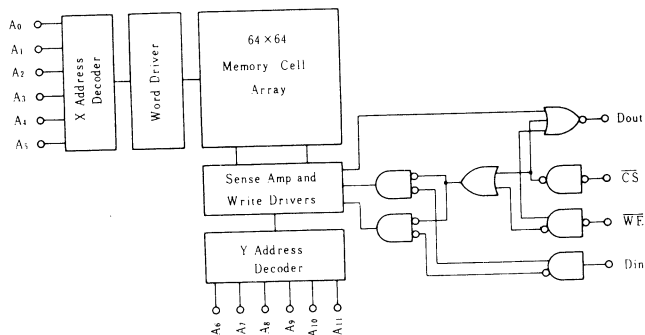 A0
A1
A2
A3
A4
A5
X Address
Decoder
Word Driver
64×64
Memory Cell
Array
Sense Amp and
Write Drivers
Y Address
Decoder
A6
A7
A8
A9
A10
A11
Dout
CS
WE
Din